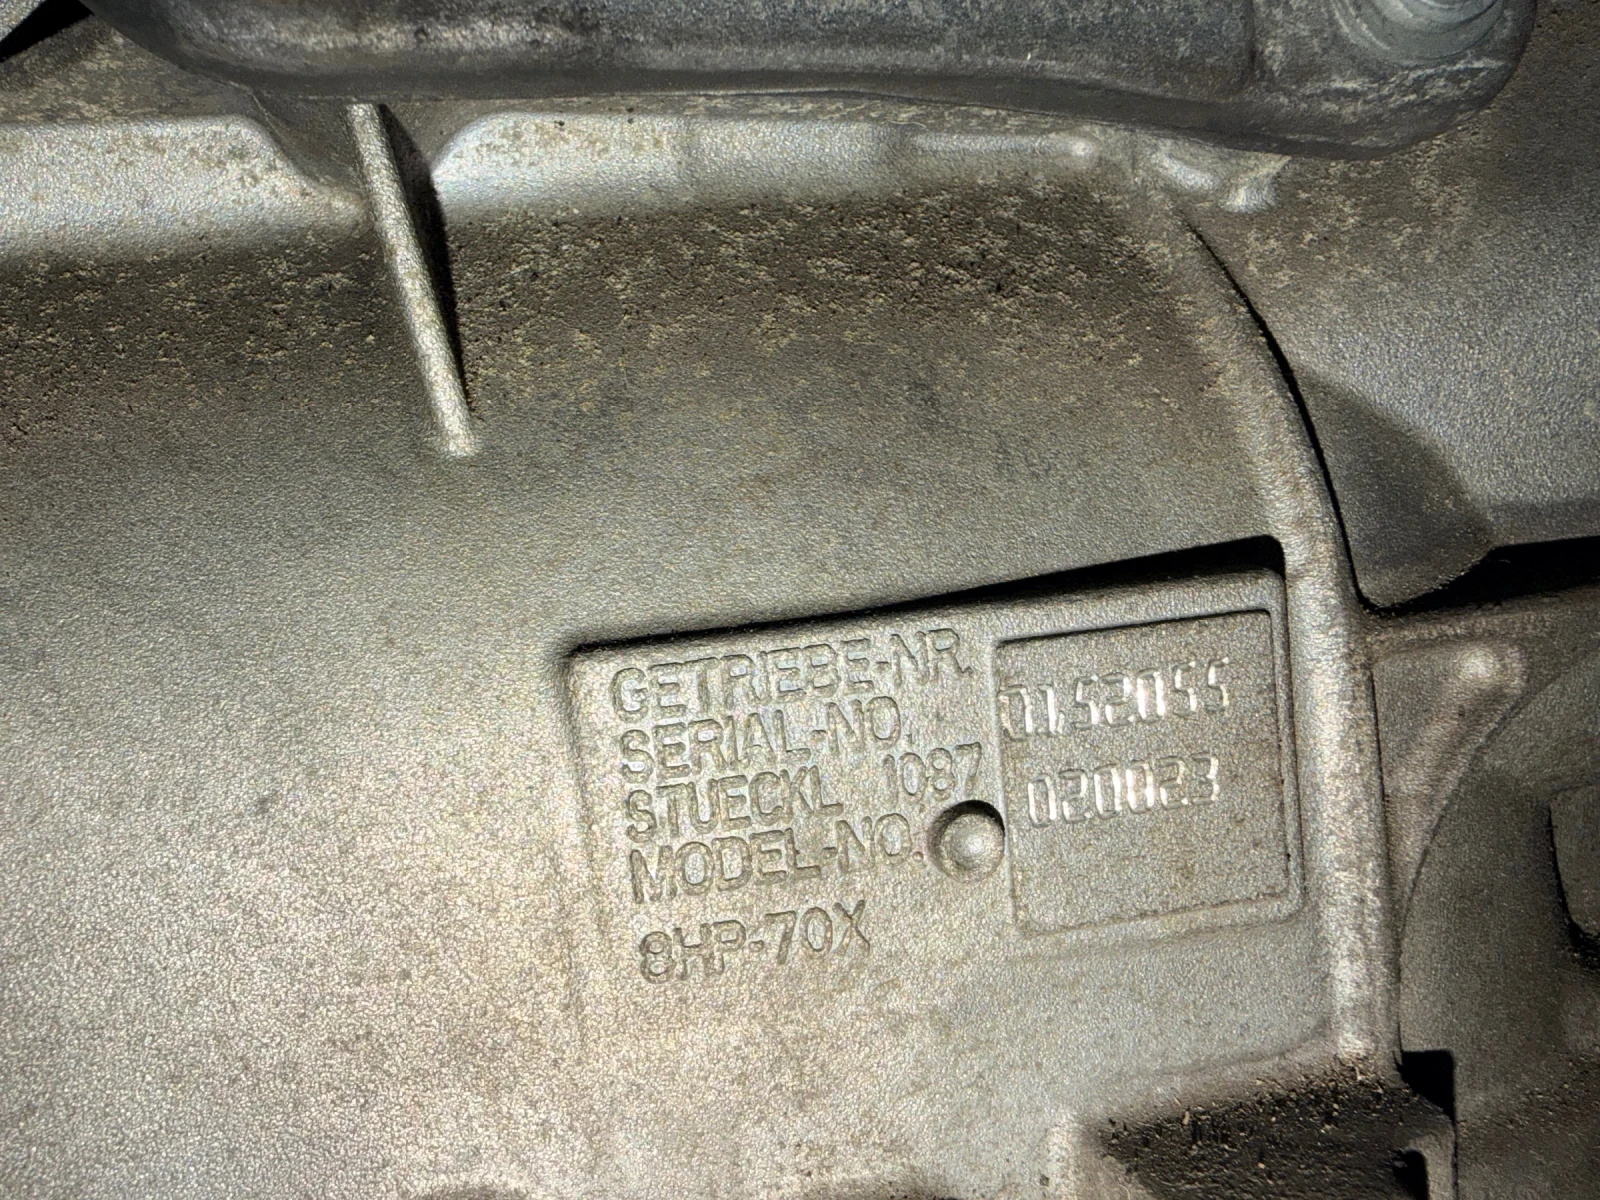 GETRIEBE-NR. 0152055
SERIAL-NO.
STUECKL 1087 020023
MODEL-NO.
8HP-70X